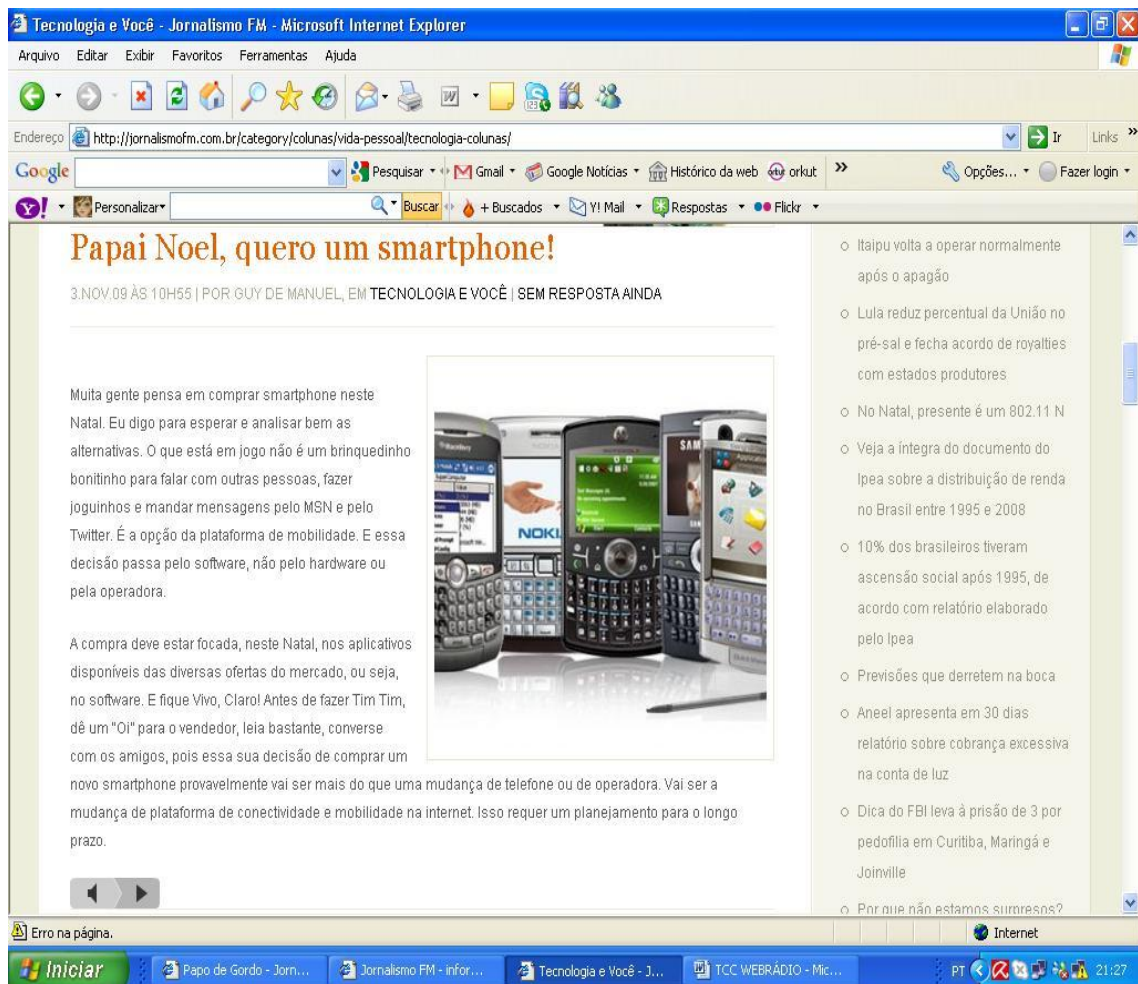 Tecnologia e Você - Jornalismo FM - Microsoft Internet Explorer
Arquivo Editar Exibir Favoritos Ferramentas Ajuda
Endereço http://jornalismofm.com.br/category/colunas/vida-pessoal/tecnologia-colunas/ Ir Links »
Google Pesquisar Gmail Google Notícias Histórico da web orkut » Opções... Fazer login
Y! Personalizar Buscar + Buscados Y! Mail Respostas Flickr
Papai Noel, quero um smartphone!
3.NOV.09 ÀS 10H55 | POR GUY DE MANUEL, EM TECNOLOGIA E VOCÊ | SEM RESPOSTA AINDA
Muita gente pensa em comprar smartphone neste
Natal. Eu digo para esperar e analisar bem as
alternativas. O que está em jogo não é um brinquedinho
bonitinho para falar com outras pessoas, fazer
joguinhos e mandar mensagens pelo MSN e pelo
Twitter. É a opção da plataforma de mobilidade. E essa
decisão passa pelo software, não pelo hardware ou
pela operadora.
A compra deve estar focada, neste Natal, nos aplicativos
disponíveis das diversas ofertas do mercado, ou seja,
no software. E fique Vivo, Claro! Antes de fazer Tim Tim,
dê um "Oi" para o vendedor, leia bastante, converse
com os amigos, pois essa sua decisão de comprar um
novo smartphone provavelmente vai ser mais do que uma mudança de telefone ou de operadora. Vai ser a
mudança de plataforma de conectividade e mobilidade na internet. Isso requer um planejamento para o longo
prazo.
BlackBerry
NOKIA
SAM
Itaipu volta a operar normalmente
após o apagão
Lula reduz percentual da União no
pré-sal e fecha acordo de royalties
com estados produtores
No Natal, presente é um 802.11 N
Veja a íntegra do documento do
Ipea sobre a distribuição de renda
no Brasil entre 1995 e 2008
10% dos brasileiros tiveram
ascensão social após 1995, de
acordo com relatório elaborado
pelo Ipea
Previsões que derretem na boca
Aneel apresenta em 30 dias
relatório sobre cobrança excessiva
na conta de luz
Dica do FBI leva à prisão de 3 por
pedofilia em Curitiba, Maringá e
Joinville
Por que não estamos surpresos?
Erro na página. Internet
Iniciar Papo de Gordo - Jorn... Jornalismo FM - infor... Tecnologia e Você - J... TCC WEBRÁDIO - Mic... PT 21:27